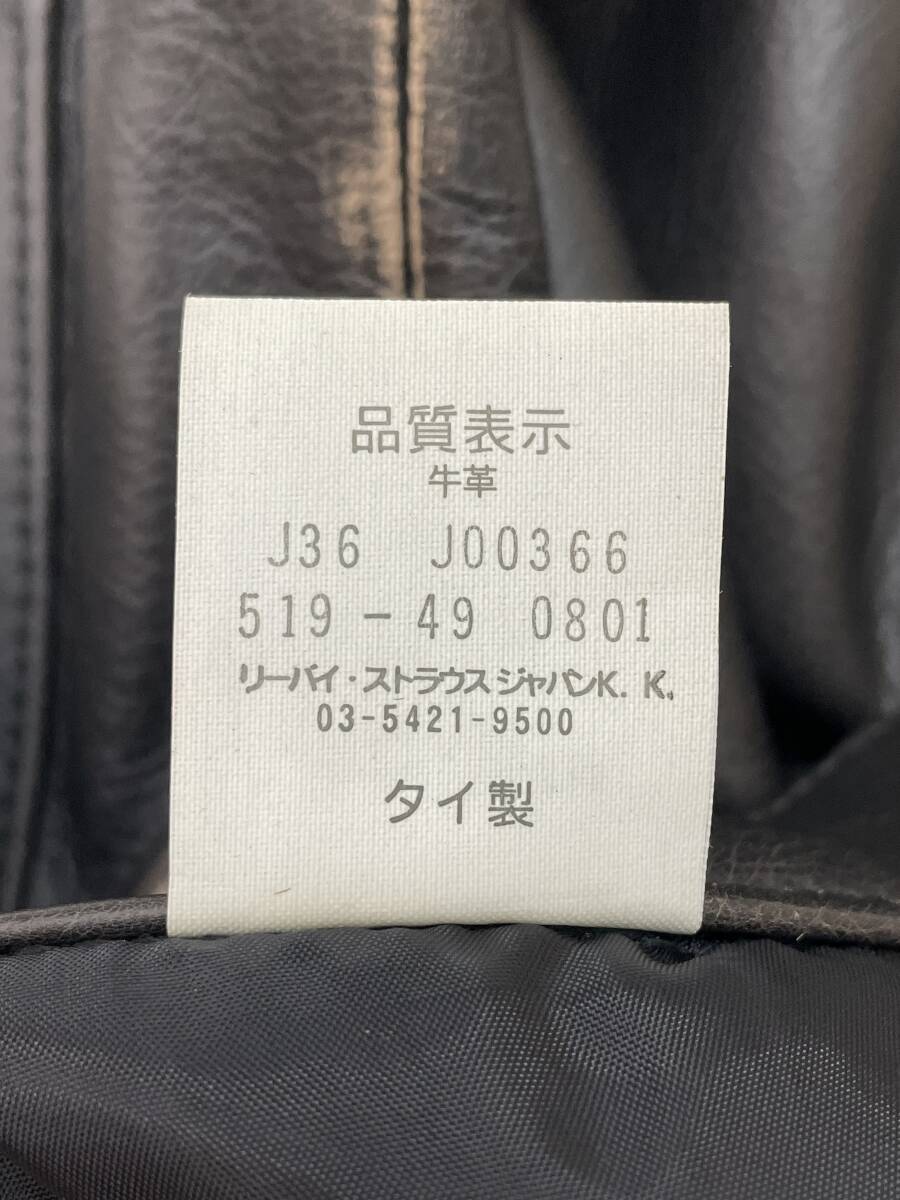 品質表示
牛革
J36 J00366
519-49 0801
リーバイ・ストラウスジャパンK.K.
03-5421-9500
タイ製